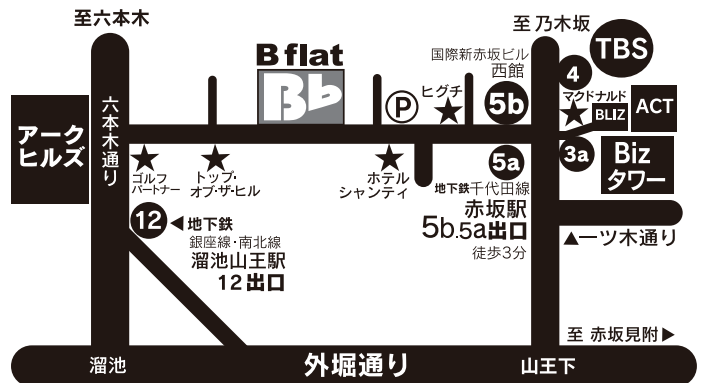 至六本木
至乃木坂
B flat
Bb
国際新赤坂ビル
西館
TBS
4
六本木通り
アーク
ヒルズ
P
ヒグチ
5b
マクドナルド
BLIZ
ACT
ゴルフ
パートナー
トップ・
オブ・ザ・ヒル
ホテル
シャンティ
5a
3a
Biz
タワー
地下鉄千代田線
赤坂駅
5b.5a出口
徒歩3分
12
◀地下鉄
銀座線・南北線
溜池山王駅
12出口
▲一ツ木通り
至 赤坂見附▶
溜池
外堀通り
山王下